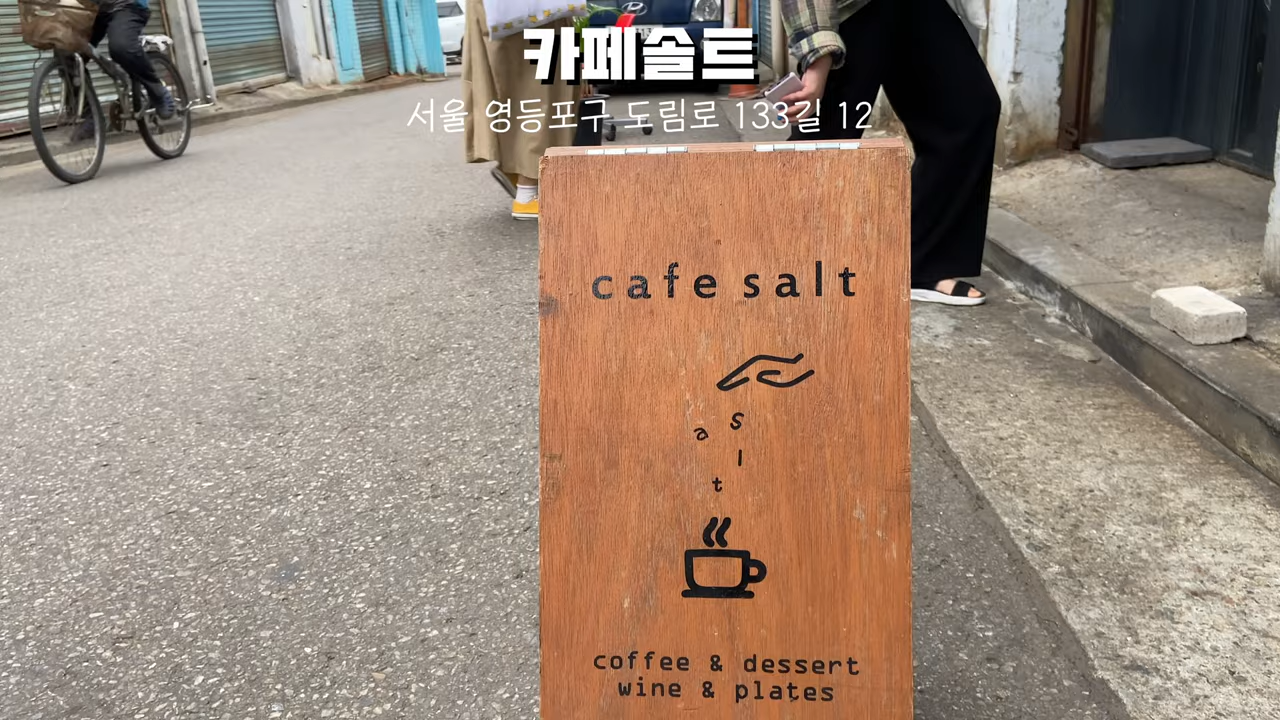 카페솔트
서울 영등포구 도림로 133길 12
cafe salt
s
a
l
t
coffee & dessert
wine & plates